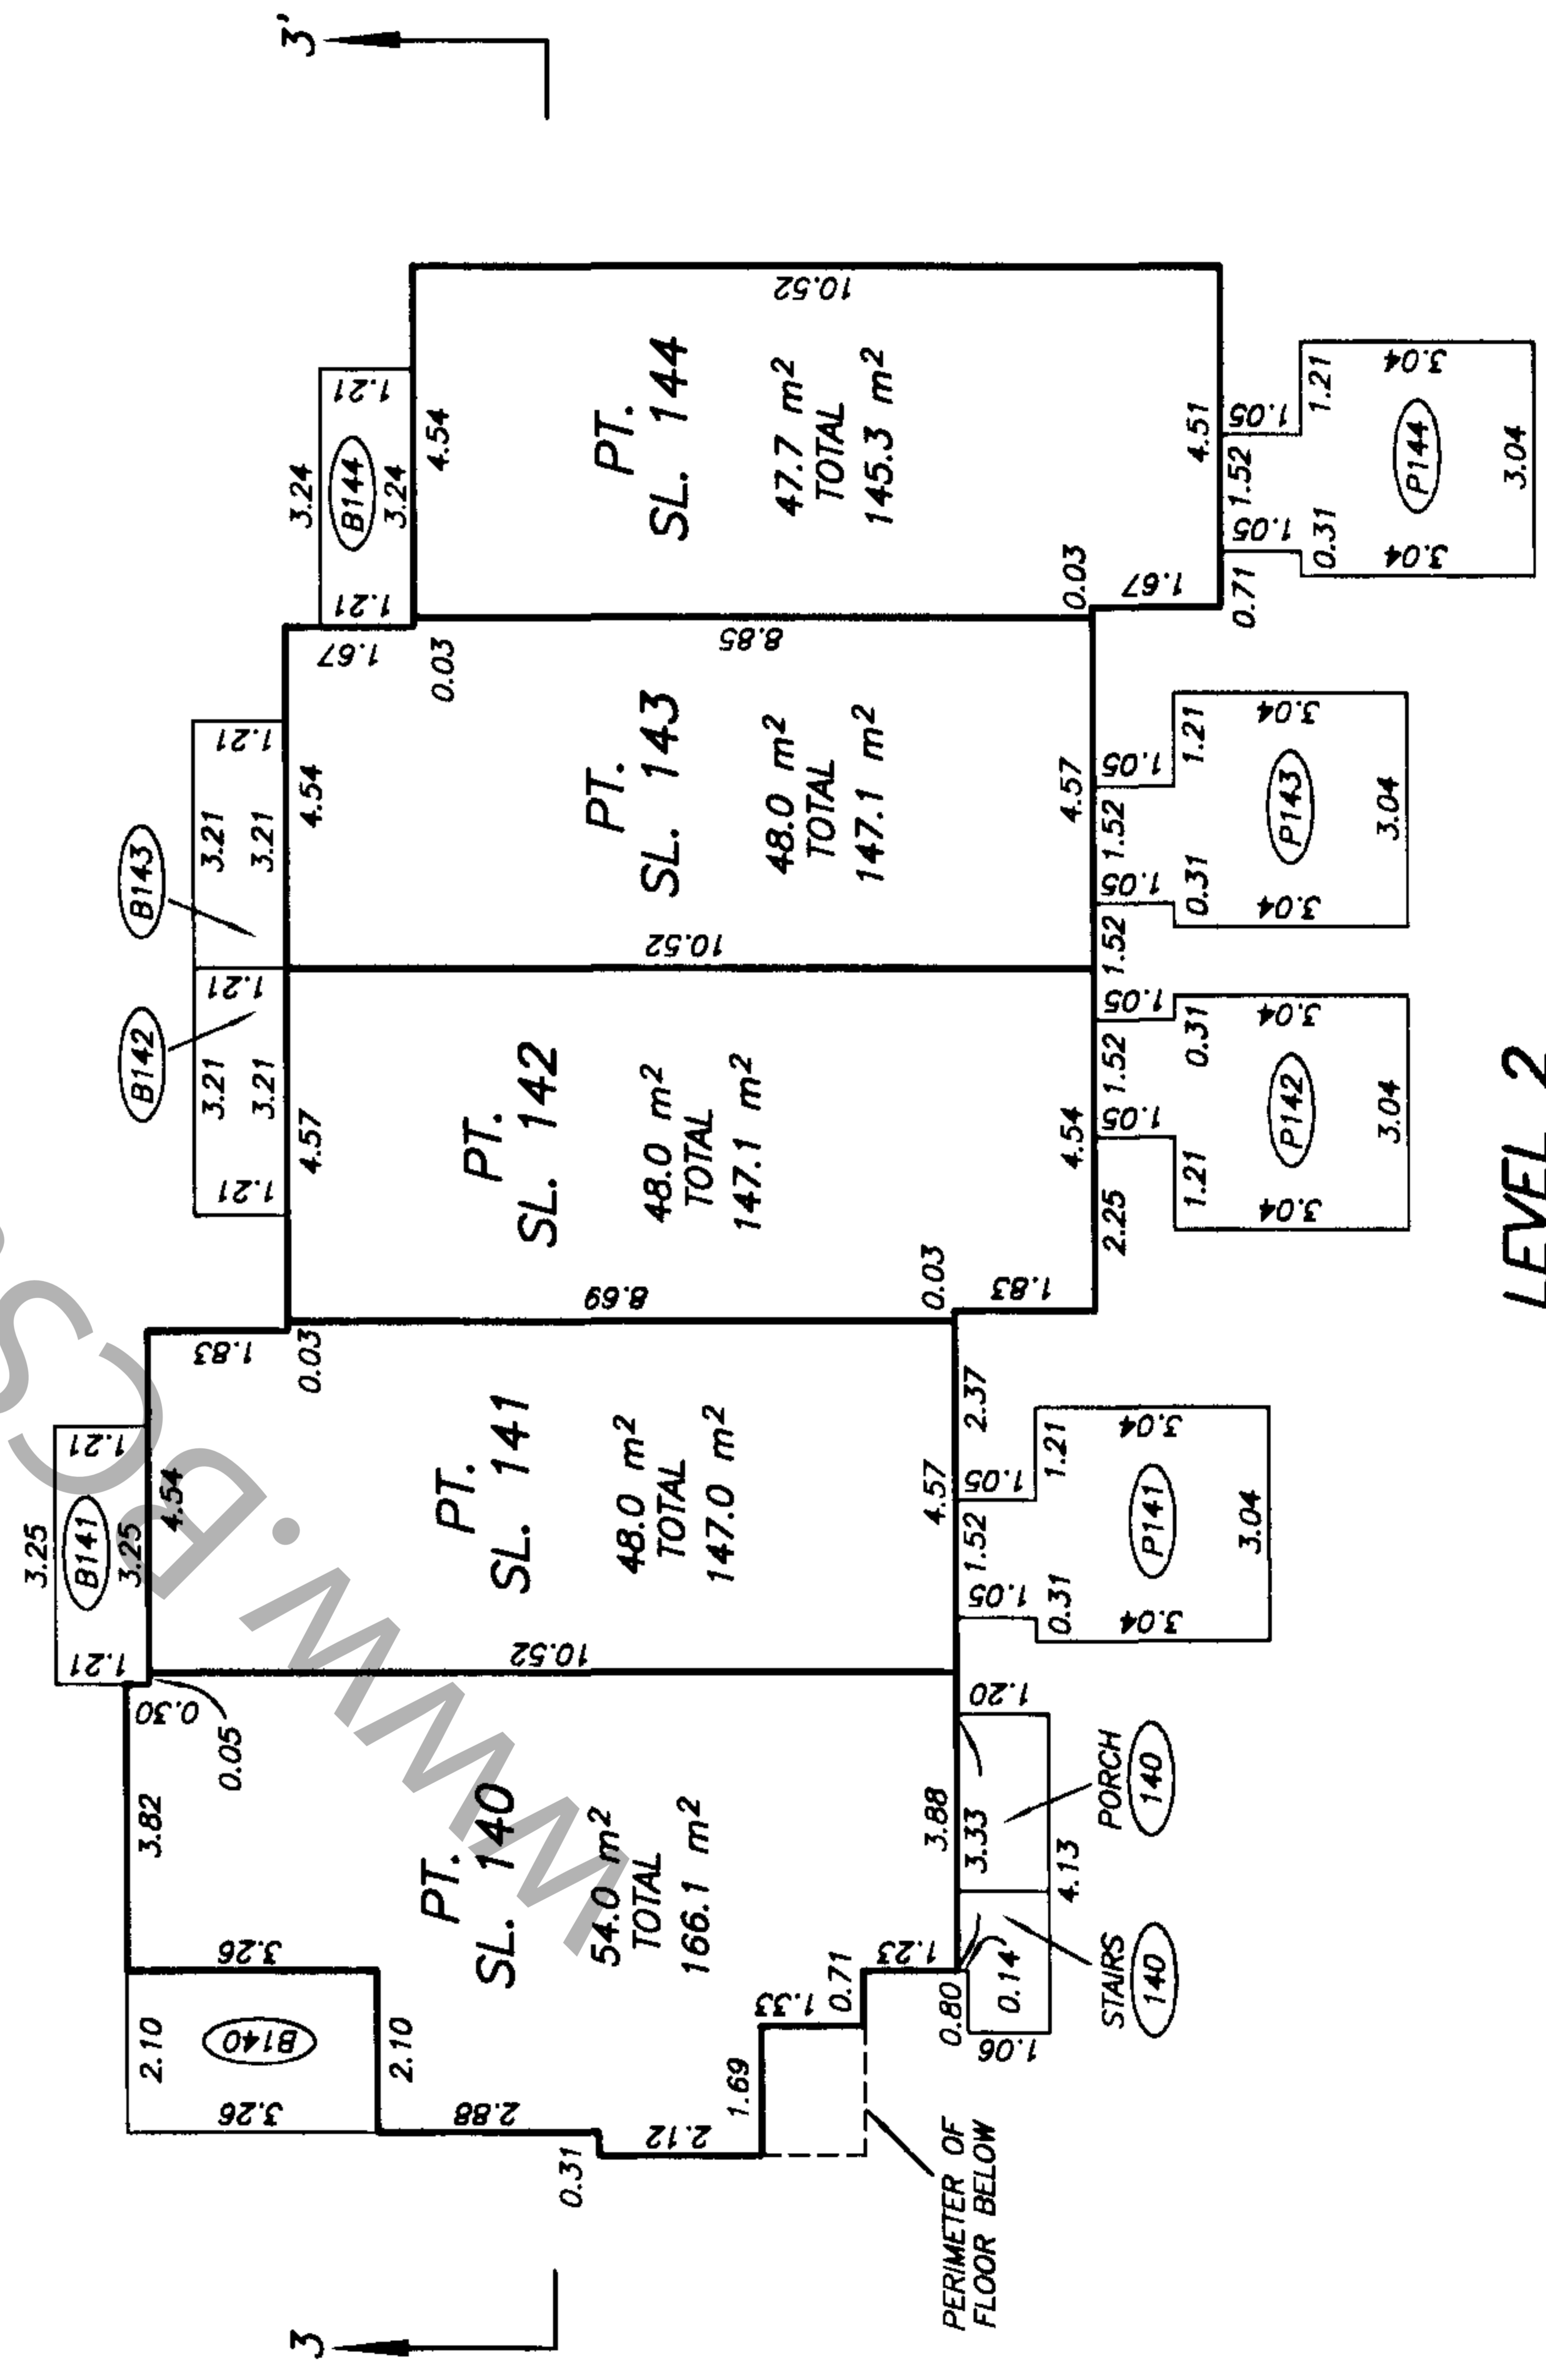 3
3'
3.26
2.10
B140
3.26
2.10
3.82
0.30
0.05
2.88
0.31
2.12
1.69
1.33
0.71
1.23
PT.
SL. 140
54.0 m²
TOTAL
166.1 m²
3.88
3.33
1.20
0.80
0.14
1.06
4.13
PORCH
140
STAIRS
140
PERIMETER OF
FLOOR BELOW
3.25
B141
1.21
1.21
3.25
4.54
1.83
0.03
10.52
PT.
SL. 141
48.0 m²
TOTAL
147.0 m²
4.57
2.37
1.05
1.52
1.05
0.31
1.21
3.04
P141
3.04
3.04
B142
3.21
3.21
1.21
1.21
4.57
8.69
PT.
SL. 142
48.0 m²
TOTAL
147.1 m²
0.03
1.83
4.54
2.25
1.05
1.52
1.05
1.21
0.31
3.04
P142
3.04
3.04
B143
3.21
3.21
1.21
4.54
1.67
0.03
10.52
PT.
SL. 143
48.0 m²
TOTAL
147.1 m²
4.57
1.52
1.05
1.52
1.05
0.31
1.21
3.04
P143
3.04
3.04
3.24
B144
3.24
1.21
1.21
4.54
8.85
10.52
PT.
SL. 144
47.7 m²
TOTAL
145.3 m²
0.03
1.67
4.51
0.71
1.05
1.52
1.05
0.31
1.21
3.04
P144
3.04
3.04
LEVEL 2